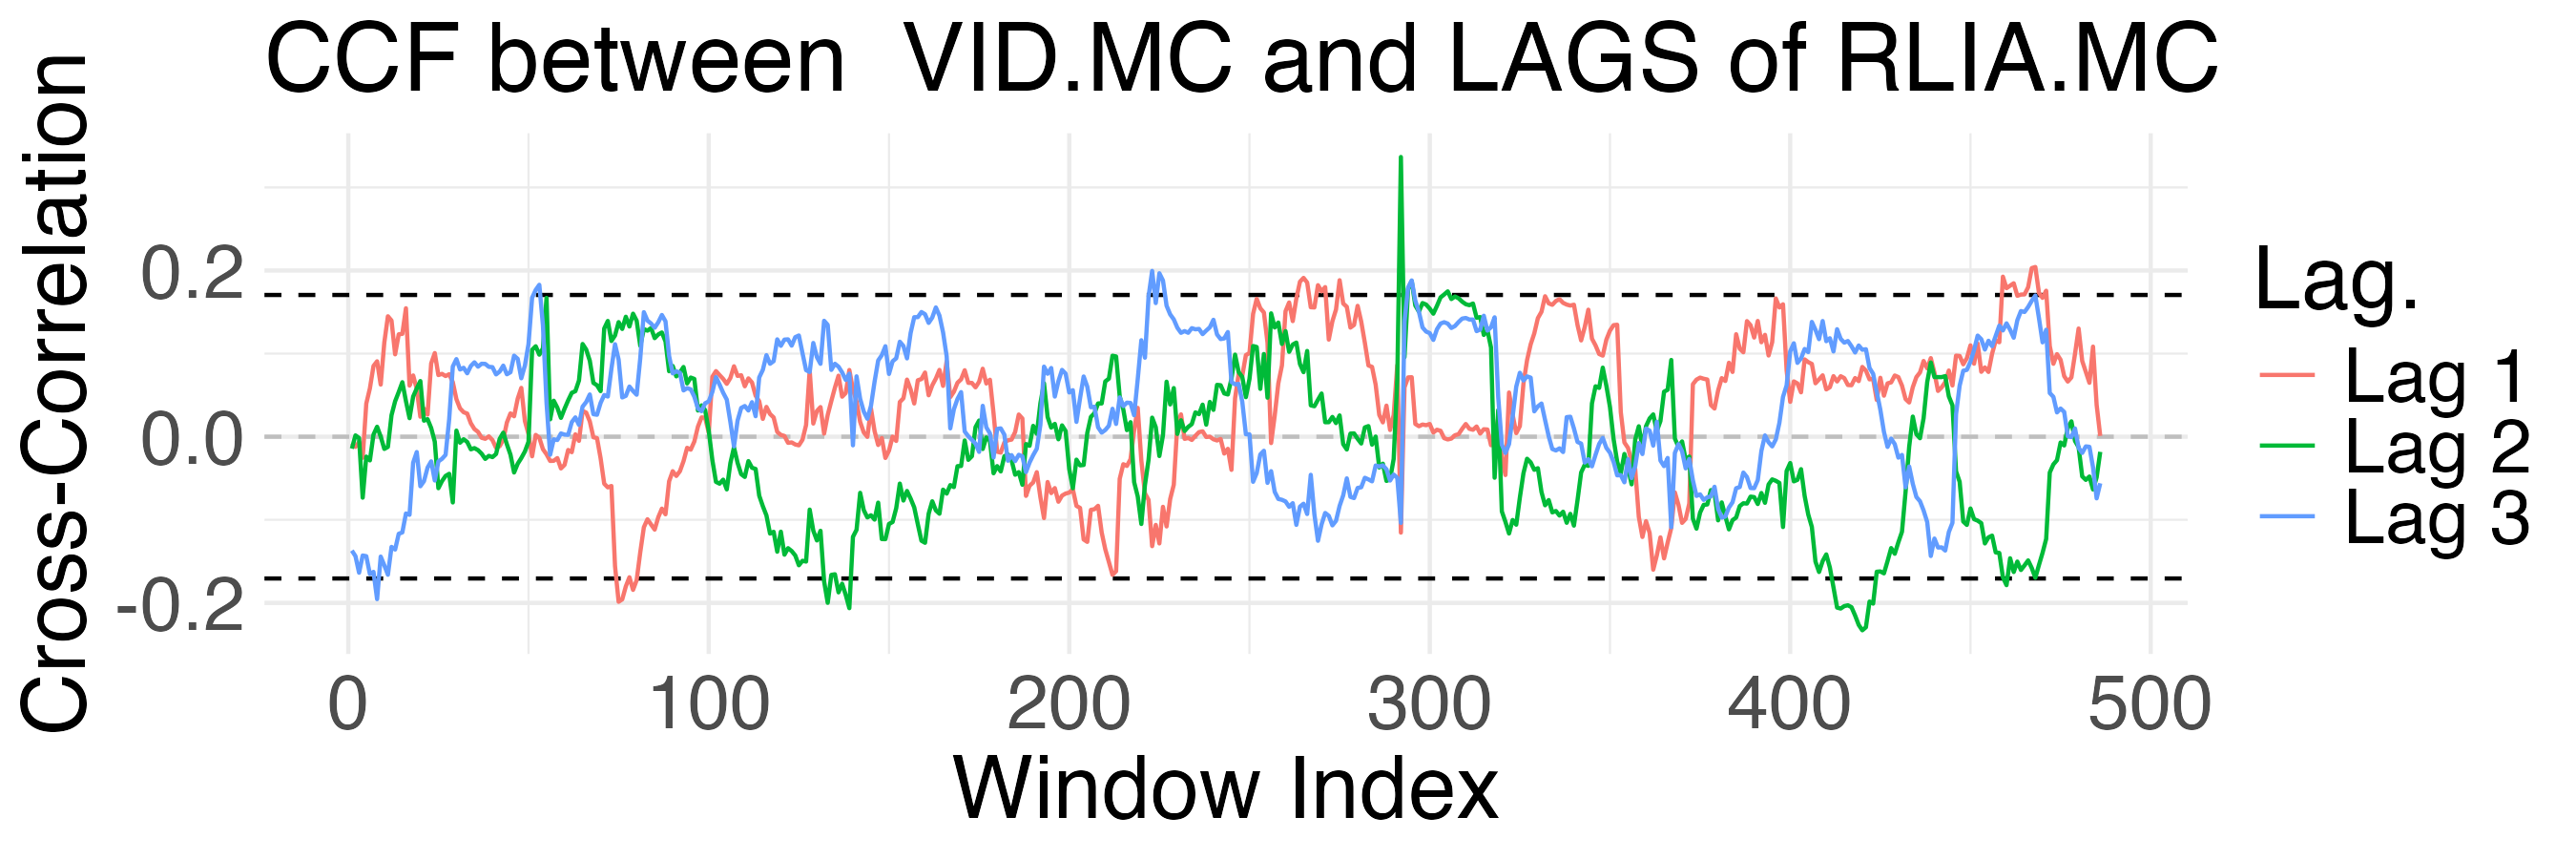 CCF between  VID.MC and LAGS of RLIA.MC
Cross-Correlation
0.2
0.0
-0.2
0
100
200
300
400
500
Window Index
Lag.
Lag 1
Lag 2
Lag 3